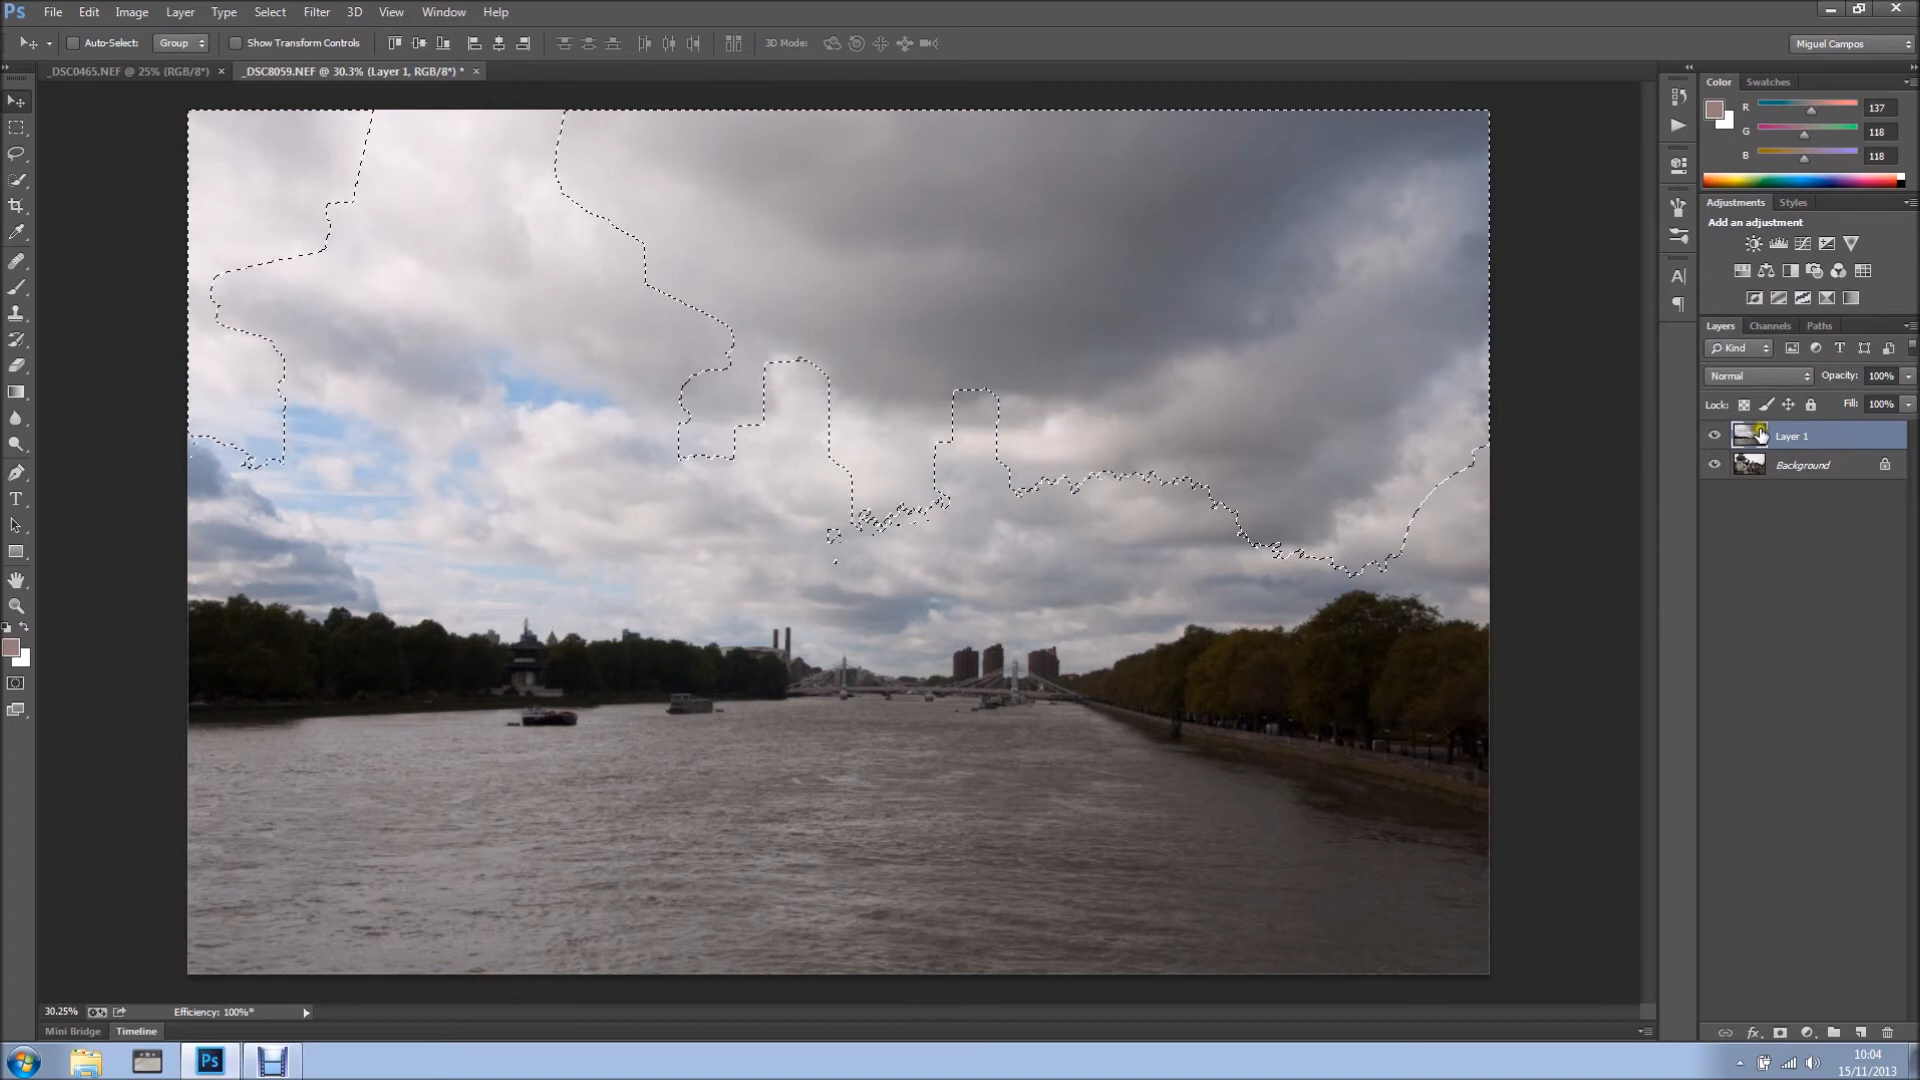 Ps File Edit Image Layer Type Select Filter 3D View Window Help
Auto-Select: Group Show Transform Controls 3D Mode: Miguel Campos
_DSC0465.NEF @ 25% (RGB/8*) × _DSC8059.NEF @ 30.3% (Layer 1, RGB/8*) * ×
Color Swatches
R 137
G 118
B 118
Adjustments Styles
Add an adjustment
Layers Channels Paths
Kind
Normal Opacity: 100%
Lock: Fill: 100%
Layer 1
Background
30.25% Efficiency: 100%*
Mini Bridge Timeline
Ps
10:04
15/11/2013